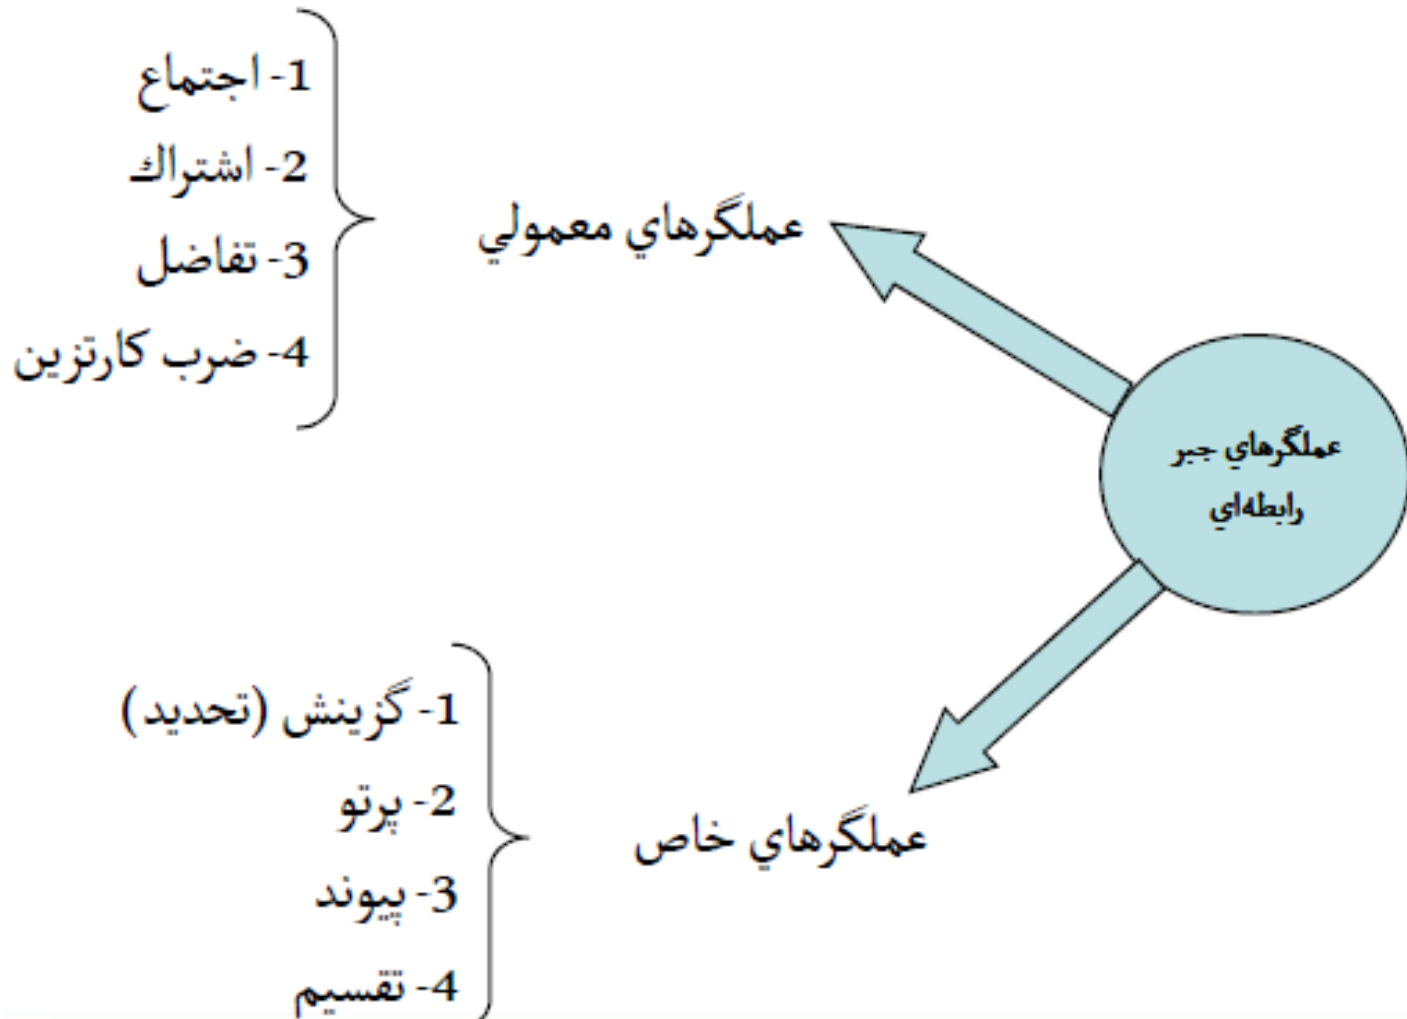 عملگرهاي جبر
رابطه‌اي
عملگرهاي معمولي
1- اجتماع
2- اشتراك
3- تفاضل
4- ضرب كارتزين
عملگرهاي خاص
1- گزينش (تحديد)
2- پرتو
3- پيوند
4- تقسيم